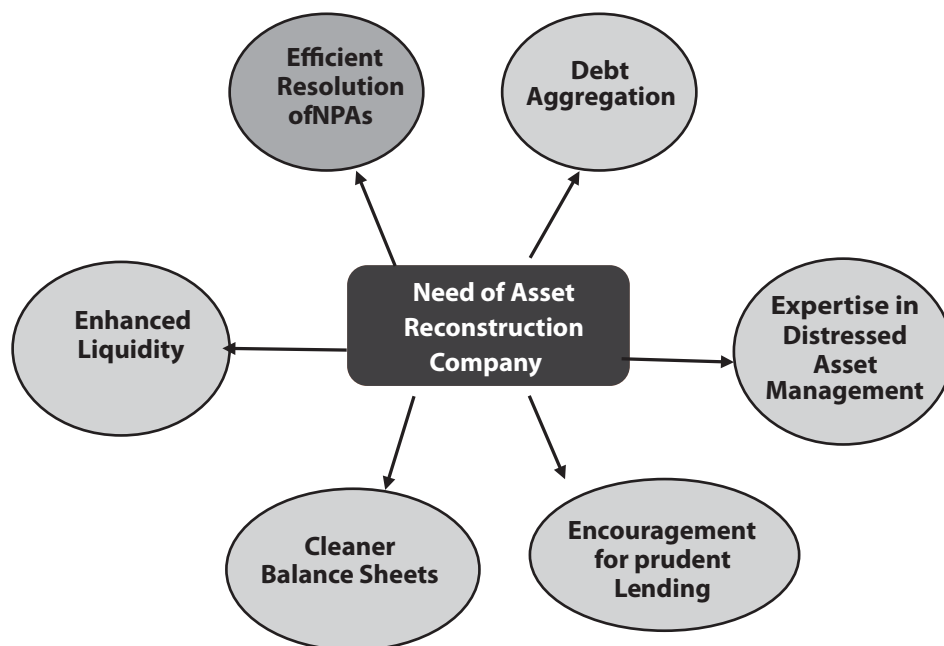 Efficient
Resolution
ofNPAs
Debt
Aggregation
Enhanced
Liquidity
Need of Asset
Reconstruction
Company
Expertise in
Distressed
Asset
Management
Cleaner
Balance Sheets
Encouragement
for prudent
Lending